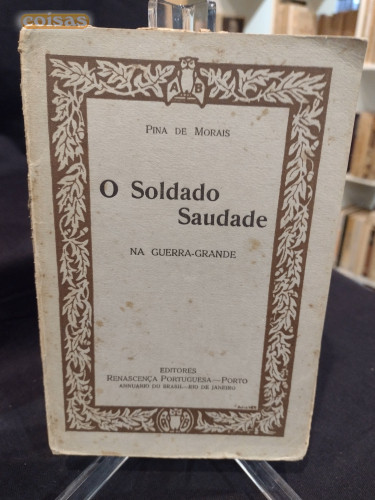 coisas
A B
PINA DE MORAIS
O Soldado
Saudade
NA GUERRA-GRANDE
EDITORES
RENASCENÇA PORTUGUESA—PORTO
ANNUARIO DO BRASIL—RIO DE JANEIRO